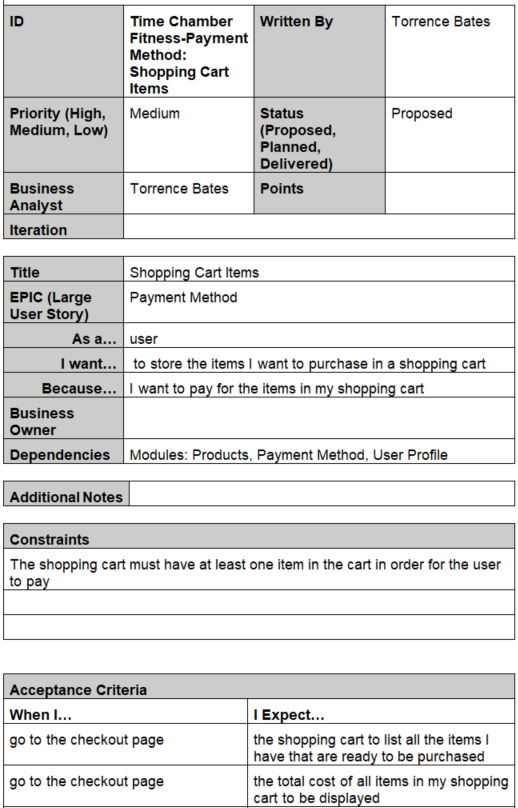 ID
Time Chamber
Fitness-Payment
Method:
Shopping Cart
Items
Written By
Torrence Bates
Priority (High,
Medium, Low)
Medium
Status
(Proposed,
Planned,
Delivered)
Proposed
Business
Analyst
Torrence Bates
Points
Iteration
Title
Shopping Cart Items
EPIC (Large
User Story)
Payment Method
As a...
user
I want...
to store the items I want to purchase in a shopping cart
Because...
I want to pay for the items in my shopping cart
Business
Owner
Dependencies
Modules: Products, Payment Method, User Profile
Additional Notes
Constraints
The shopping cart must have at least one item in the cart in order for the user
to pay
Acceptance Criteria
When I...
I Expect...
go to the checkout page
the shopping cart to list all the items I
have that are ready to be purchased
go to the checkout page
the total cost of all items in my shopping
cart to be displayed